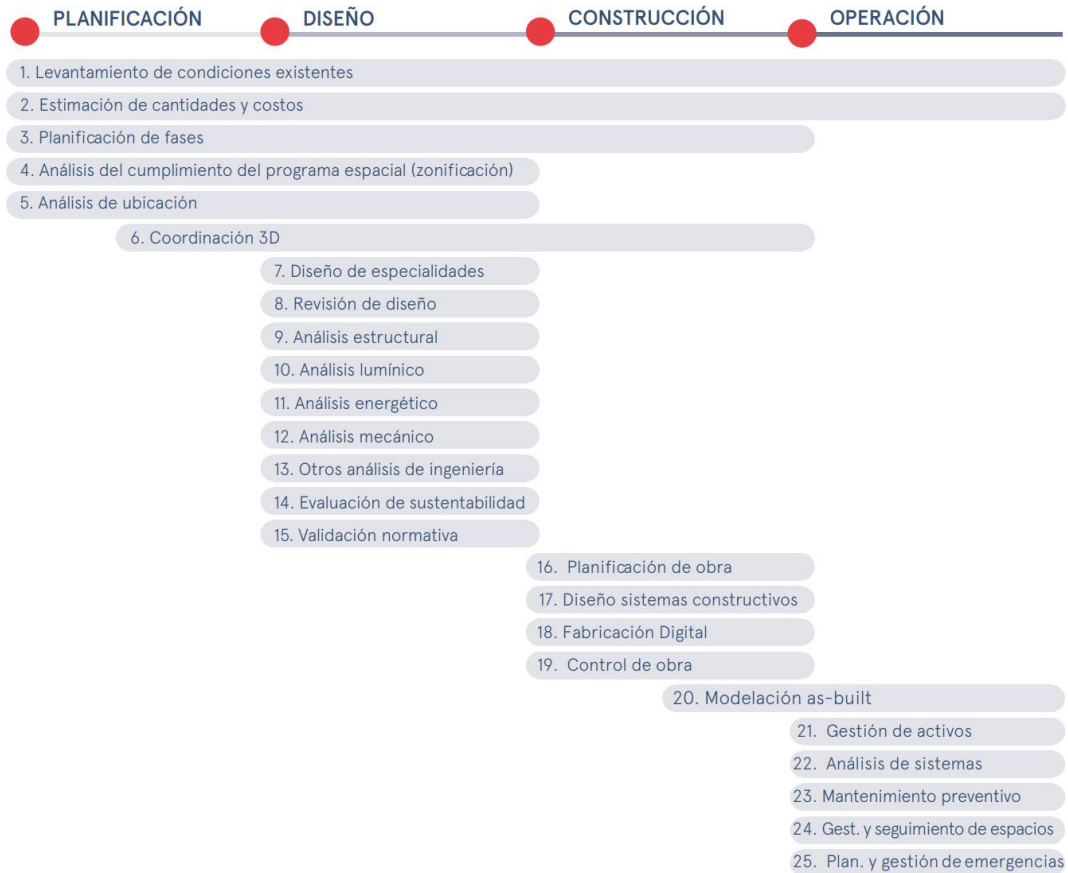 PLANIFICACIÓN DISEÑO CONSTRUCCIÓN OPERACIÓN
1. Levantamiento de condiciones existentes
2. Estimación de cantidades y costos
3. Planificación de fases
4. Análisis del cumplimiento del programa espacial (zonificación)
5. Análisis de ubicación
6. Coordinación 3D
7. Diseño de especialidades
8. Revisión de diseño
9. Análisis estructural
10. Análisis lumínico
11. Análisis energético
12. Análisis mecánico
13. Otros análisis de ingeniería
14. Evaluación de sustentabilidad
15. Validación normativa
16. Planificación de obra
17. Diseño sistemas constructivos
18. Fabricación Digital
19. Control de obra
20. Modelación as-built
21. Gestión de activos
22. Análisis de sistemas
23. Mantenimiento preventivo
24. Gest. y seguimiento de espacios
25. Plan. y gestión de emergencias